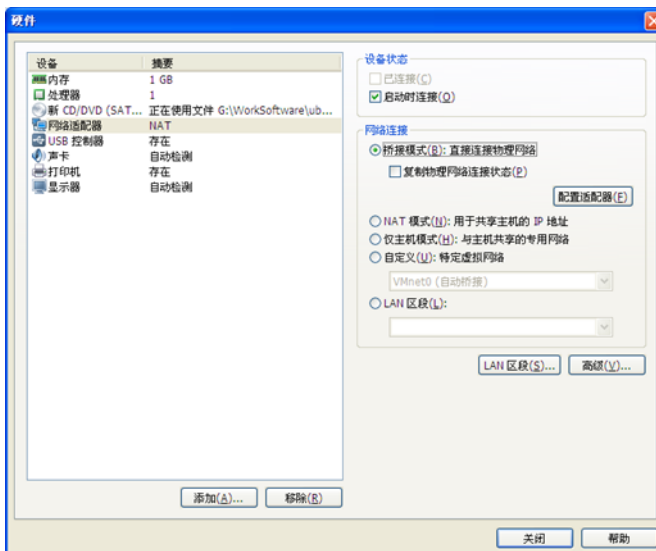 硬件
设备 摘要
内存 1 GB
处理器 1
新 CD/DVD (SAT... 正在使用文件 G:\WorkSoftware\ub...
网络适配器 NAT
USB 控制器 存在
声卡 自动检测
打印机 存在
显示器 自动检测
添加(A)...
移除(R)
设备状态
已连接(C)
启动时连接(O)
网络连接
桥接模式(B): 直接连接物理网络
复制物理网络连接状态(P)
配置适配器(F)
NAT 模式(N): 用于共享主机的 IP 地址
仅主机模式(H): 与主机共享的专用网络
自定义(U): 特定虚拟网络
VMnet0 (自动桥接)
LAN 区段(L):
LAN 区段(S)...
高级(V)...
关闭
帮助